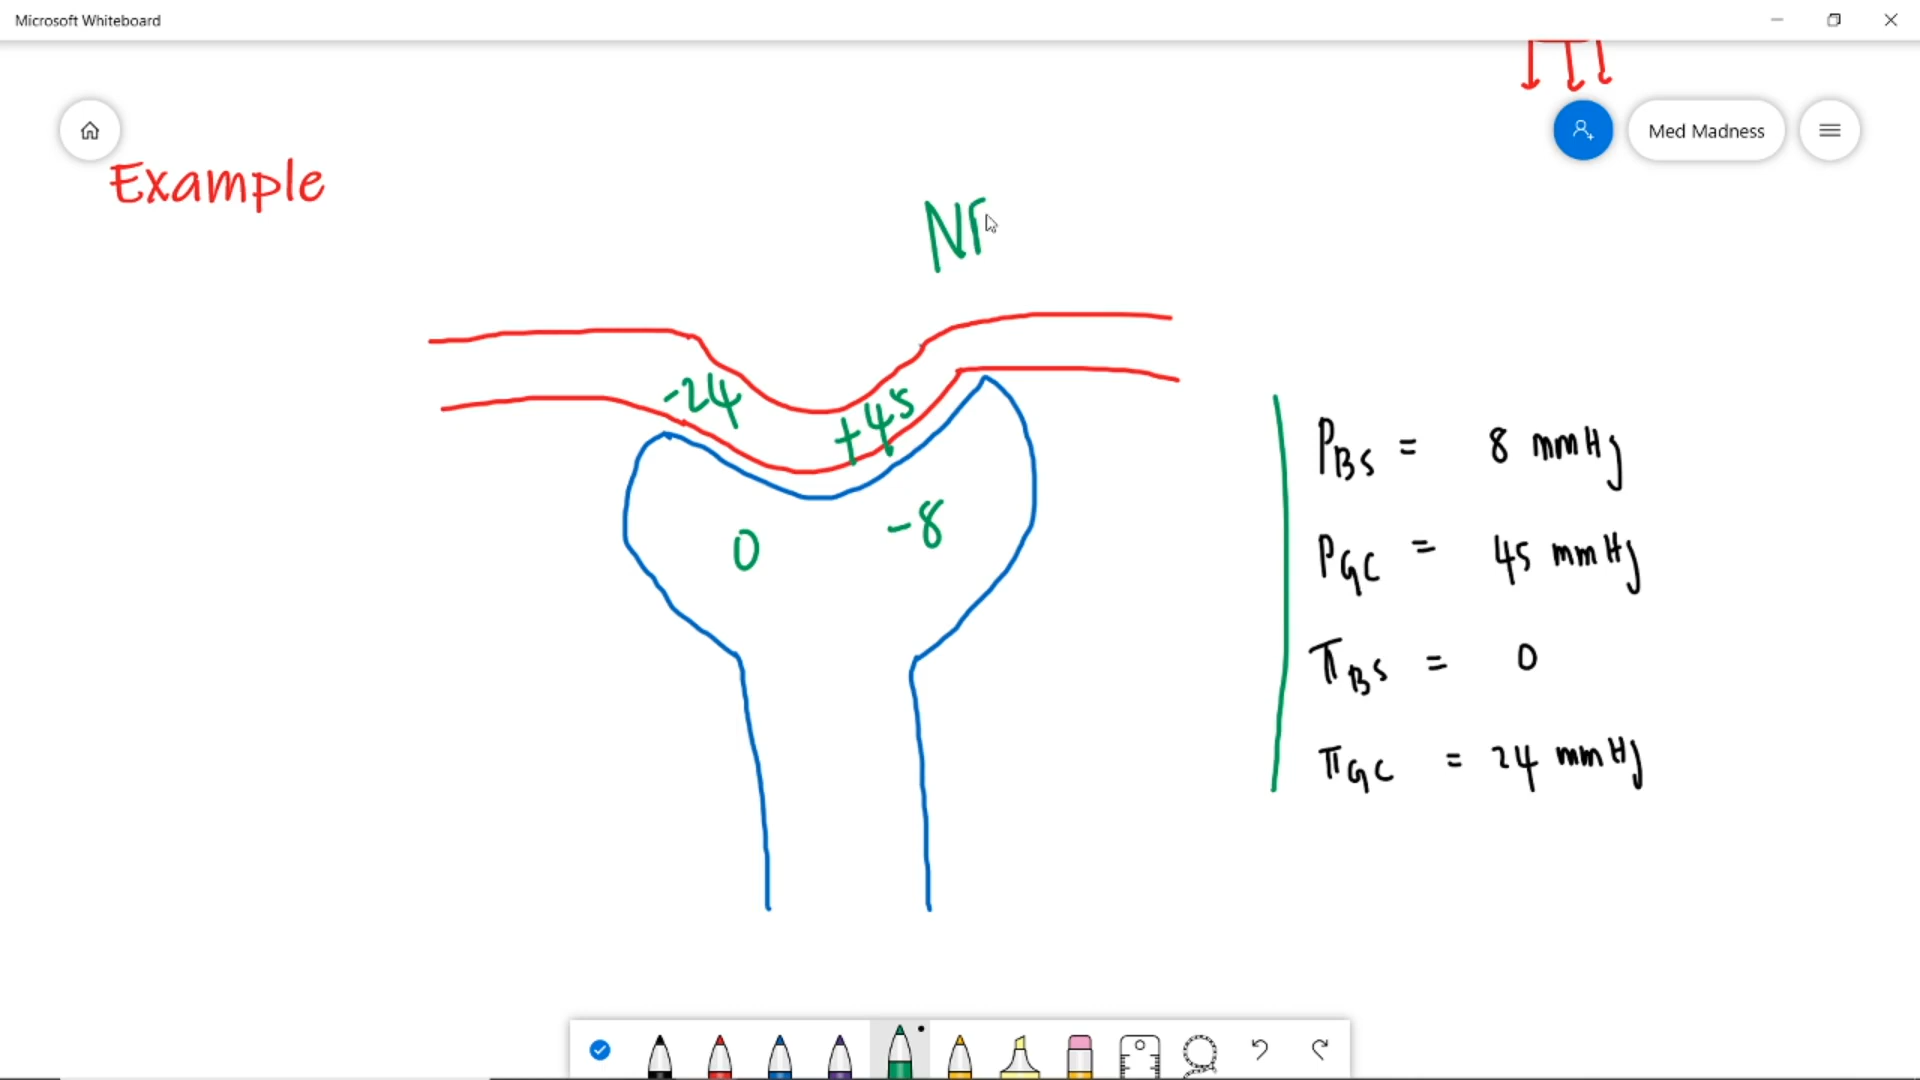 Microsoft Whiteboard
Med Madness
Example
NF
-24
+45
0
-8
PBS = 8 mmHg
PGC = 45 mmHg
πBS = 0
πGC = 24 mmHg